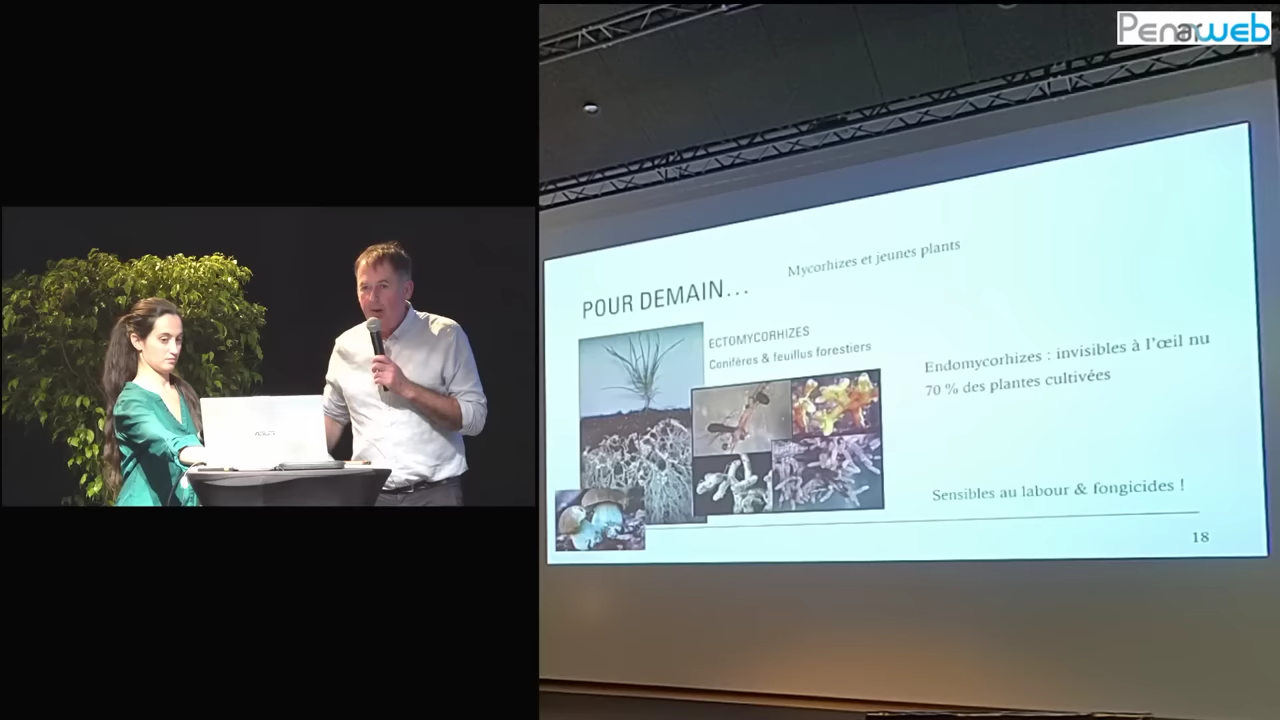 Penarweb
Mycorhizes et jeunes plants
POUR DEMAIN...
ECTOMYCORHIZES
Conifères & feuillus forestiers
Endomycorhizes : invisibles à l'œil nu
70 % des plantes cultivées
Sensibles au labour & fongicides !
18
ASUS